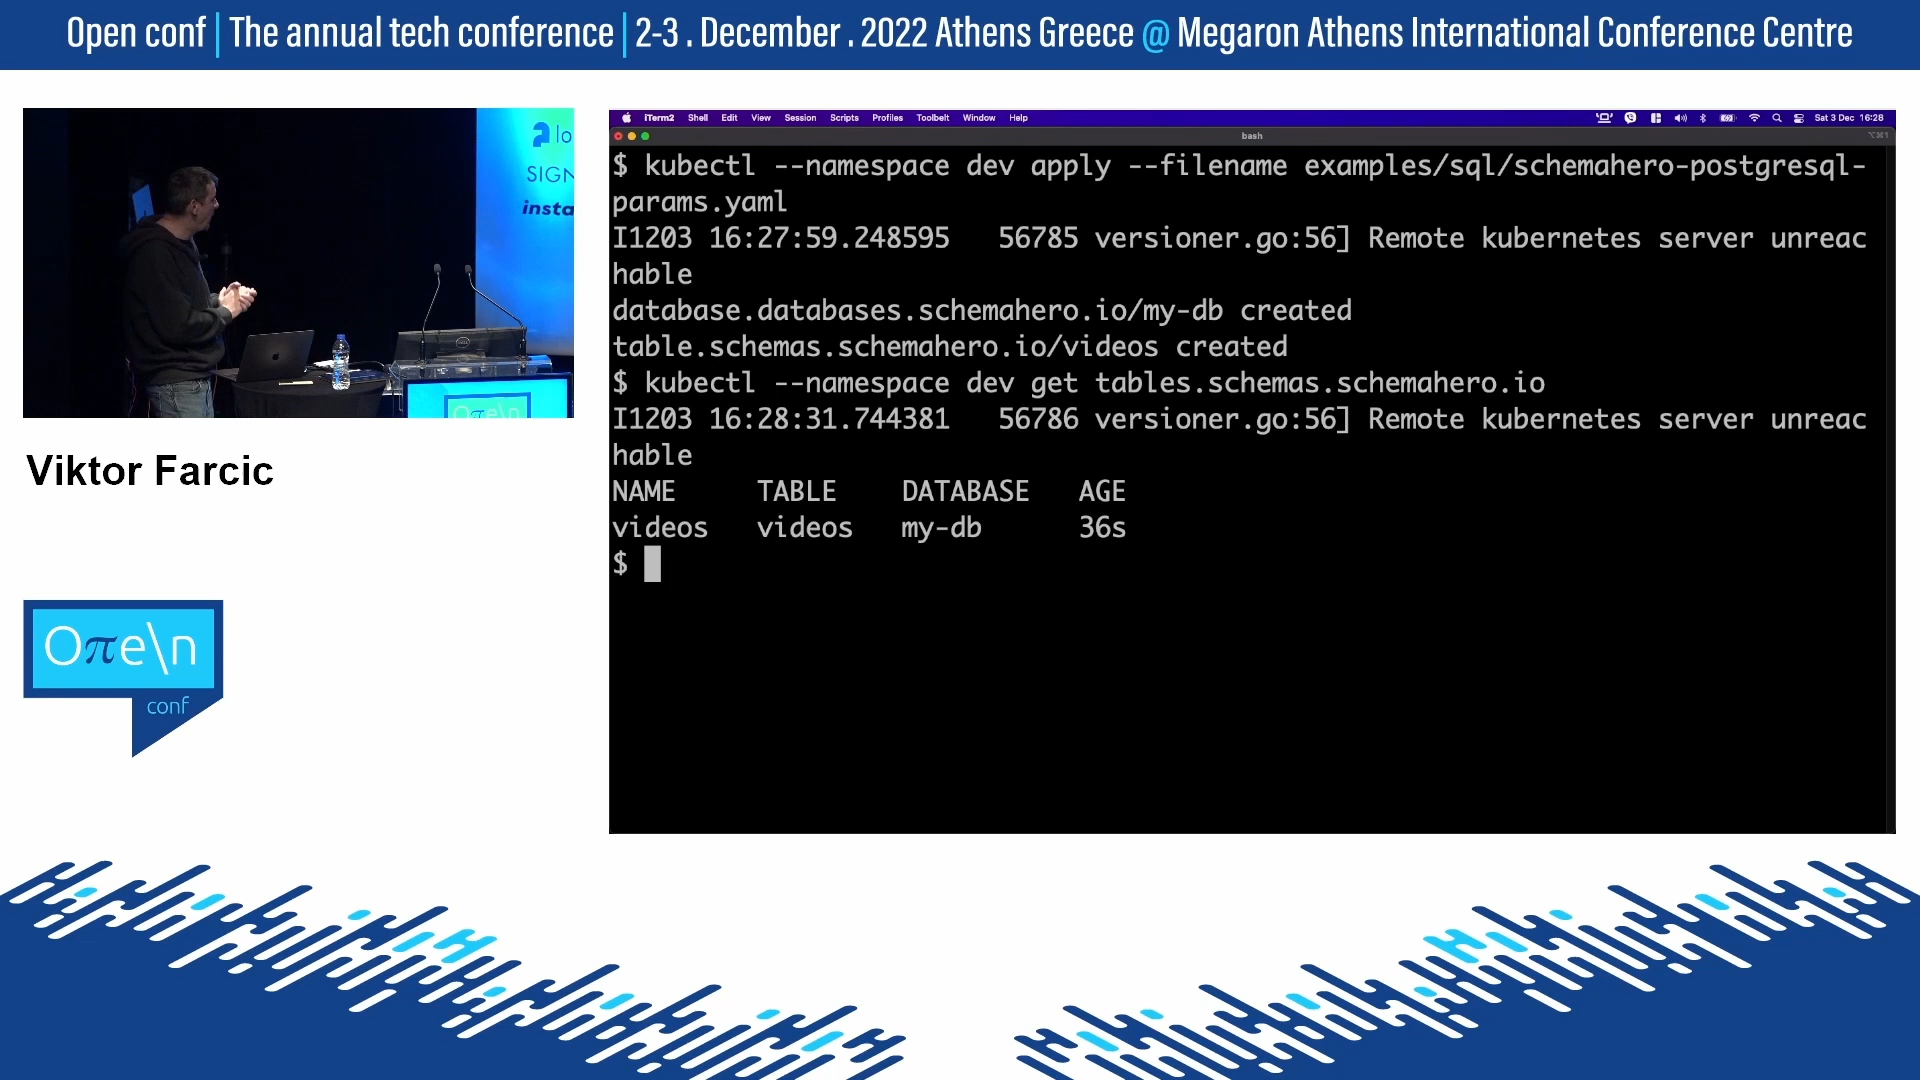 Open conf | The annual tech conference | 2-3 . December . 2022 Athens Greece @ Megaron Athens International Conference Centre
lo
SIGN
insta
Oπe\n
Viktor Farcic
Oπe\n
conf
iTerm2 Shell Edit View Session Scripts Profiles Toolbelt Window Help Sat 3 Dec 16:28
bash ⌥⌘1
$ kubectl --namespace dev apply --filename examples/sql/schemahero-postgresql-
params.yaml
I1203 16:27:59.248595 56785 versioner.go:56] Remote kubernetes server unreac
hable
database.databases.schemahero.io/my-db created
table.schemas.schemahero.io/videos created
$ kubectl --namespace dev get tables.schemas.schemahero.io
I1203 16:28:31.744381 56786 versioner.go:56] Remote kubernetes server unreac
hable
NAME TABLE DATABASE AGE
videos videos my-db 36s
$